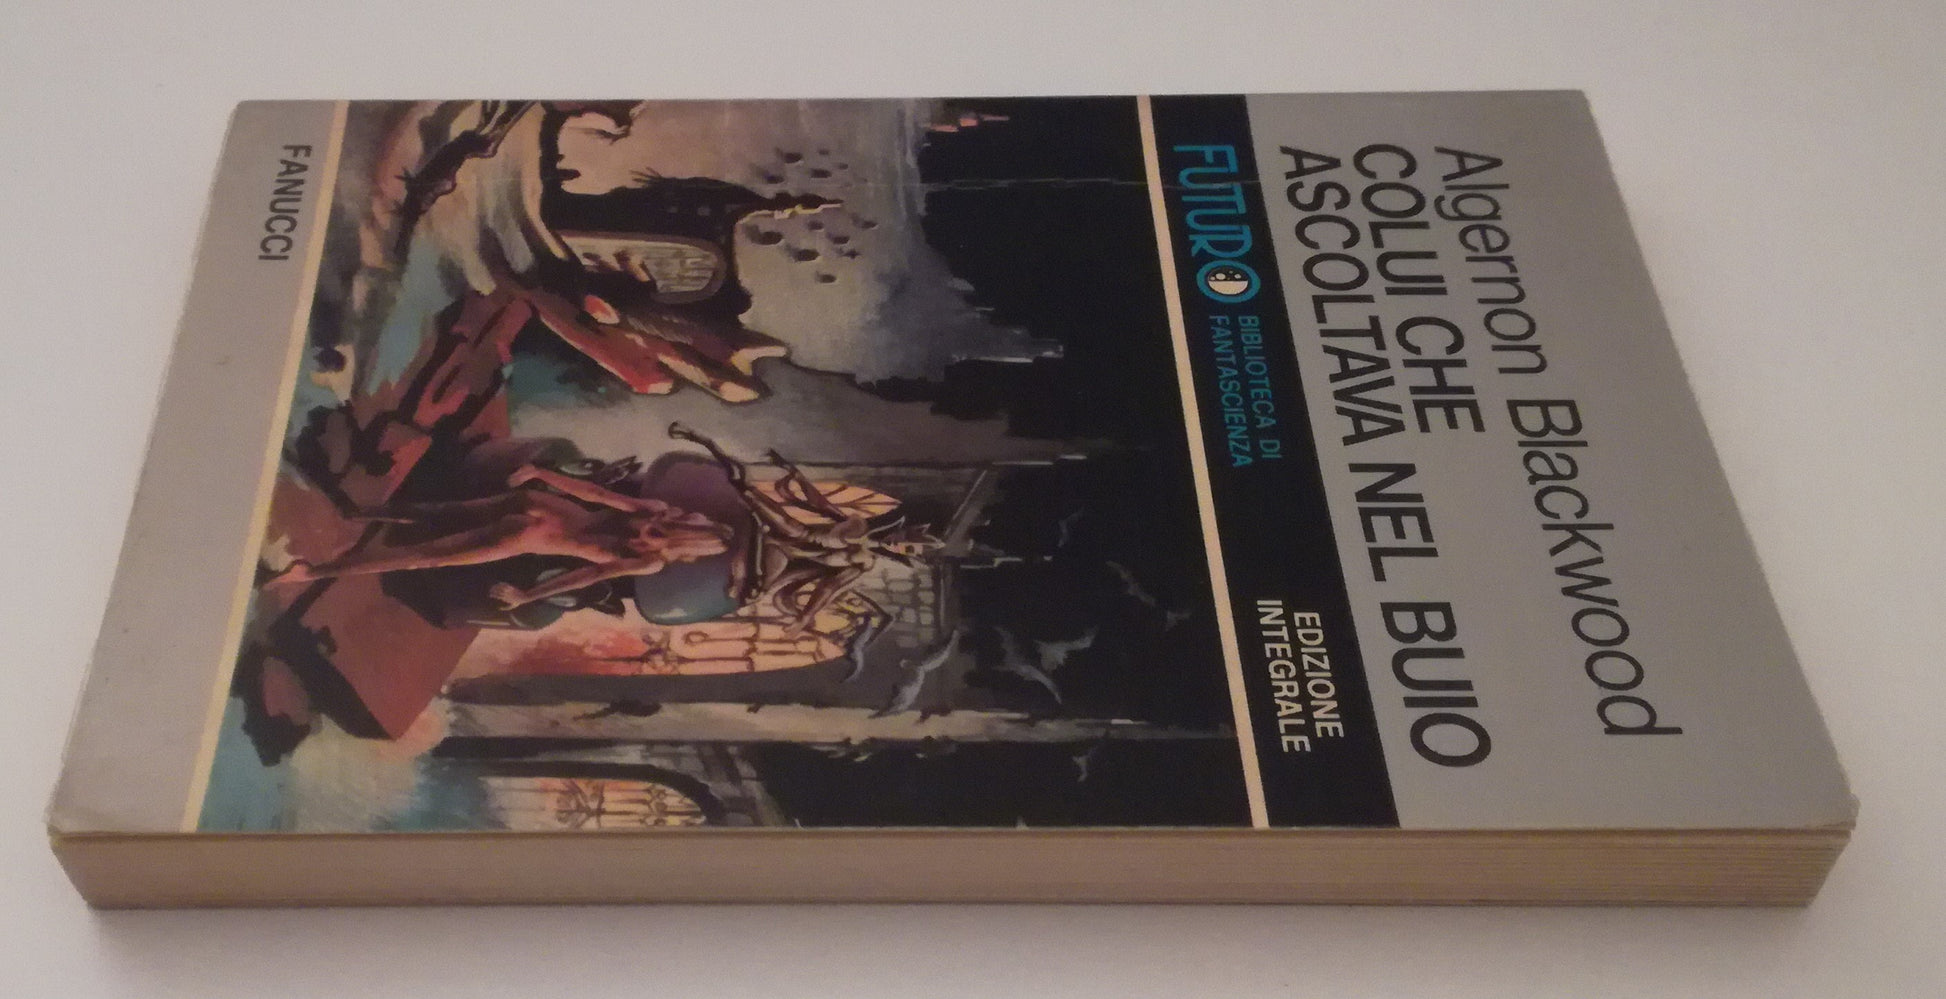 Algernon Blackwood
COLUI CHE
ASCOLTAVA NEL BUIO
FUTURO
BIBLIOTECA DI
FANTASCIENZA
EDIZIONE
INTEGRALE
FANUCCI